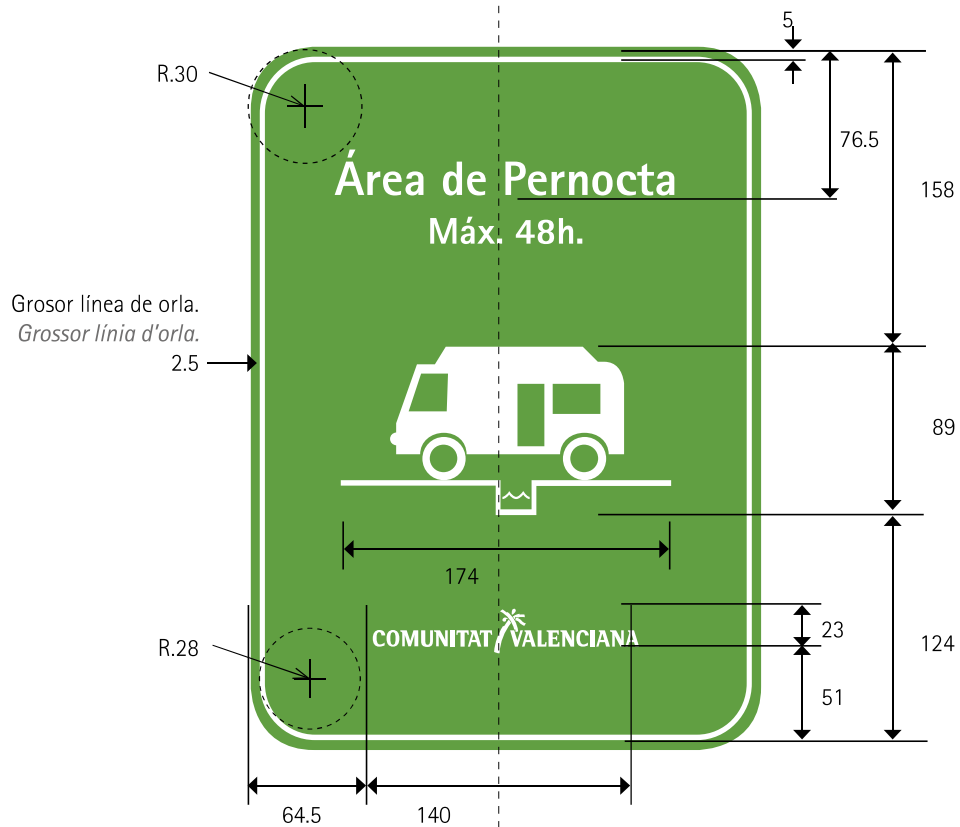 5
R.30
76.5
158
Área de Pernocta
Máx. 48h.
Grosor línea de orla.
Grossor línia d'orla.
2.5
89
174
COMUNITAT VALENCIANA
23
124
R.28
51
64.5
140